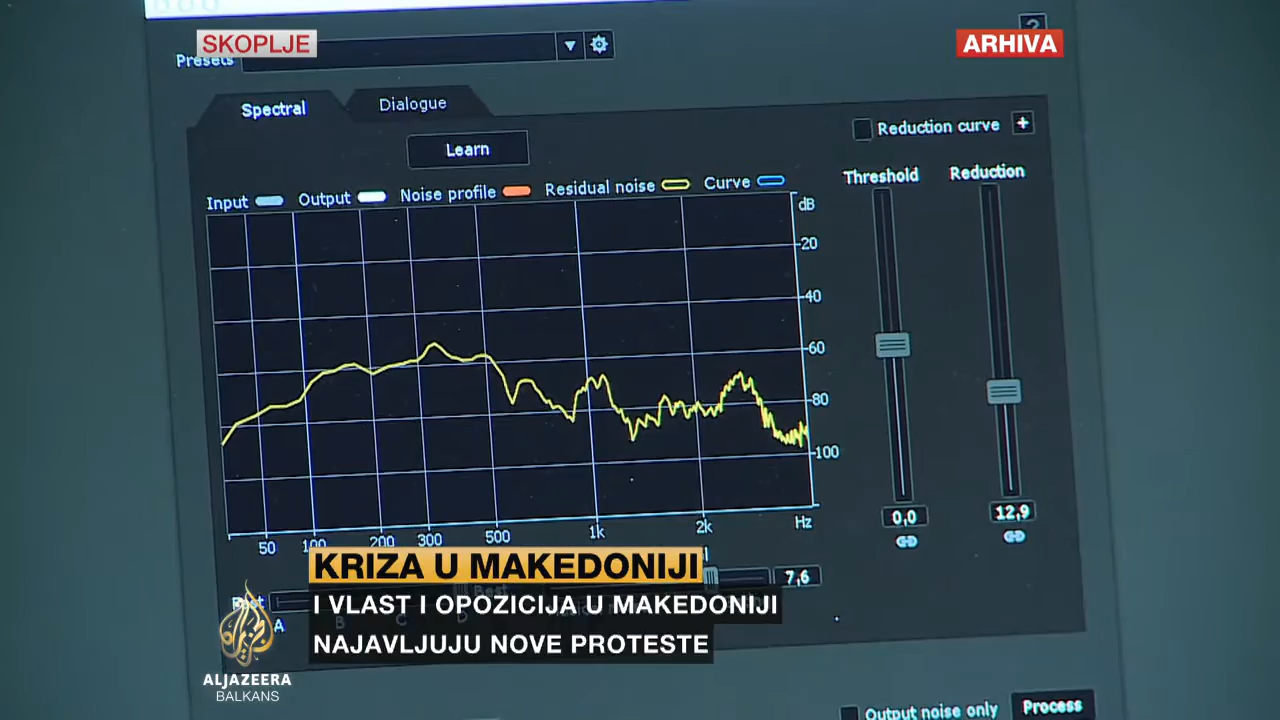 ?
SKOPLJE
ARHIVA
Presets
Spectral
Dialogue
Learn
Reduction curve +
Input Output Noise profile Residual noise Curve
Threshold Reduction
dB
-20
-40
-60
-80
-100
50 100 200 300 500 1k 2k Hz
0,0
12,9
7,6
Best
A B C D
KRIZA U MAKEDONIJI
I VLAST I OPOZICIJA U MAKEDONIJI
NAJAVLJUJU NOVE PROTESTE
ALJAZEERA
BALKANS
Output noise only
Process